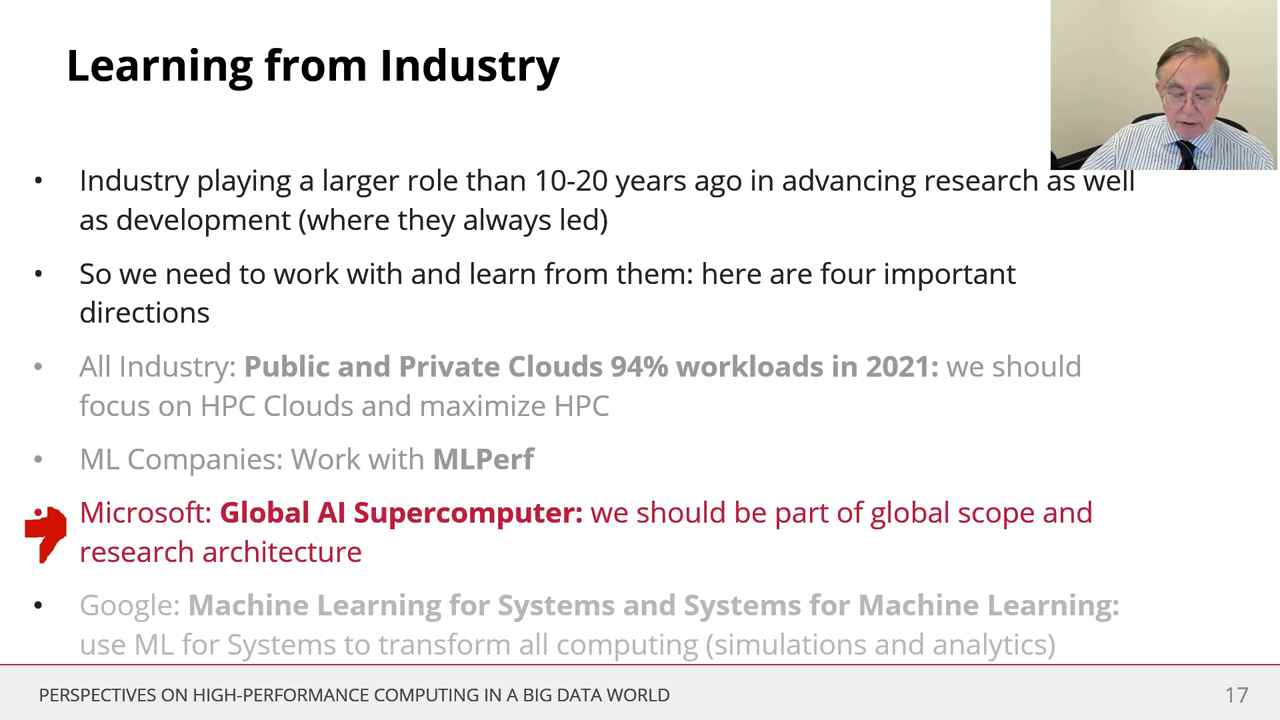 Learning from Industry
• Industry playing a larger role than 10-20 years ago in advancing research as well
as development (where they always led)
• So we need to work with and learn from them: here are four important
directions
• All Industry: Public and Private Clouds 94% workloads in 2021: we should
focus on HPC Clouds and maximize HPC
• ML Companies: Work with MLPerf
• Microsoft: Global AI Supercomputer: we should be part of global scope and
research architecture
• Google: Machine Learning for Systems and Systems for Machine Learning:
use ML for Systems to transform all computing (simulations and analytics)
PERSPECTIVES ON HIGH-PERFORMANCE COMPUTING IN A BIG DATA WORLD
17